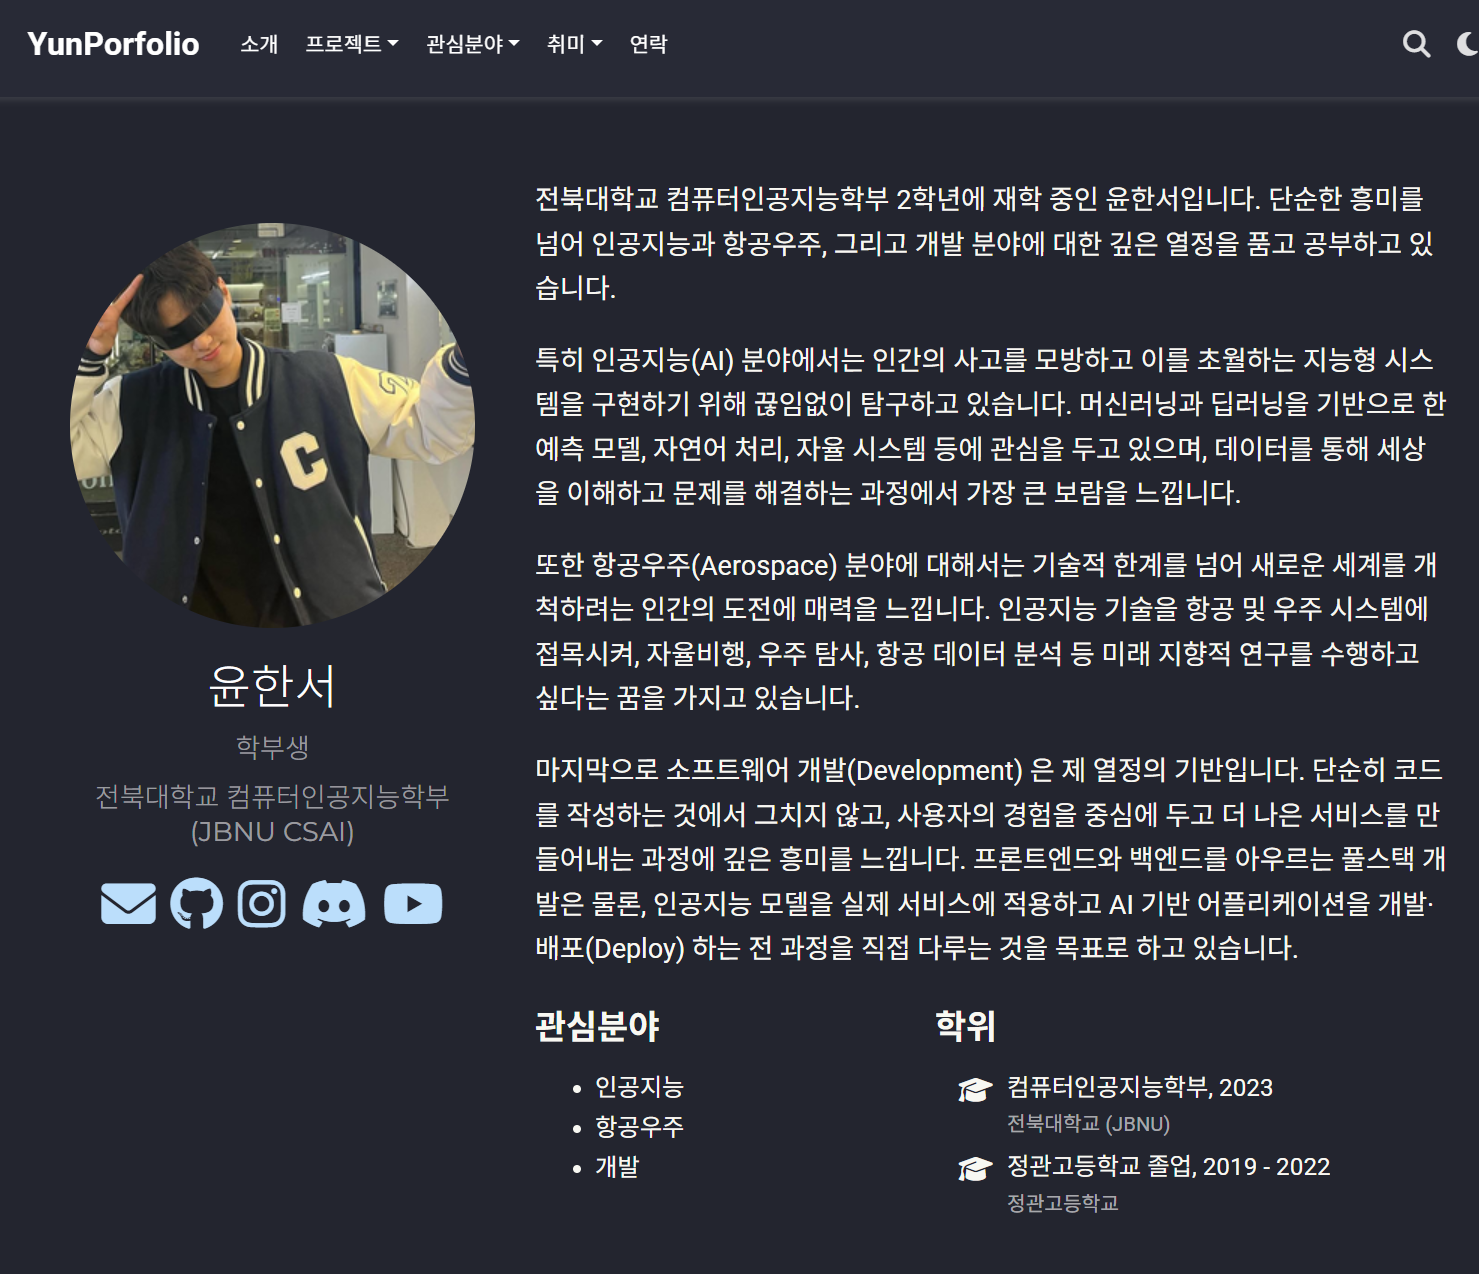 YunPorfolio 소개 프로젝트 관심분야 취미 연락
전북대학교 컴퓨터인공지능학부 2학년에 재학 중인 윤한서입니다. 단순한 흥미를
넘어 인공지능과 항공우주, 그리고 개발 분야에 대한 깊은 열정을 품고 공부하고 있
습니다.
특히 인공지능(AI) 분야에서는 인간의 사고를 모방하고 이를 초월하는 지능형 시스
템을 구현하기 위해 끊임없이 탐구하고 있습니다. 머신러닝과 딥러닝을 기반으로 한
예측 모델, 자연어 처리, 자율 시스템 등에 관심을 두고 있으며, 데이터를 통해 세상
을 이해하고 문제를 해결하는 과정에서 가장 큰 보람을 느낍니다.
또한 항공우주(Aerospace) 분야에 대해서는 기술적 한계를 넘어 새로운 세계를 개
척하려는 인간의 도전에 매력을 느낍니다. 인공지능 기술을 항공 및 우주 시스템에
접목시켜, 자율비행, 우주 탐사, 항공 데이터 분석 등 미래 지향적 연구를 수행하고
싶다는 꿈을 가지고 있습니다.
마지막으로 소프트웨어 개발(Development) 은 제 열정의 기반입니다. 단순히 코드
를 작성하는 것에서 그치지 않고, 사용자의 경험을 중심에 두고 더 나은 서비스를 만
들어내는 과정에 깊은 흥미를 느낍니다. 프론트엔드와 백엔드를 아우르는 풀스택 개
발은 물론, 인공지능 모델을 실제 서비스에 적용하고 AI 기반 어플리케이션을 개발·
배포(Deploy) 하는 전 과정을 직접 다루는 것을 목표로 하고 있습니다.
C
윤한서
학부생
전북대학교 컴퓨터인공지능학부
(JBNU CSAI)
관심분야
인공지능
항공우주
개발
학위
컴퓨터인공지능학부, 2023
전북대학교 (JBNU)
정관고등학교 졸업, 2019 - 2022
정관고등학교